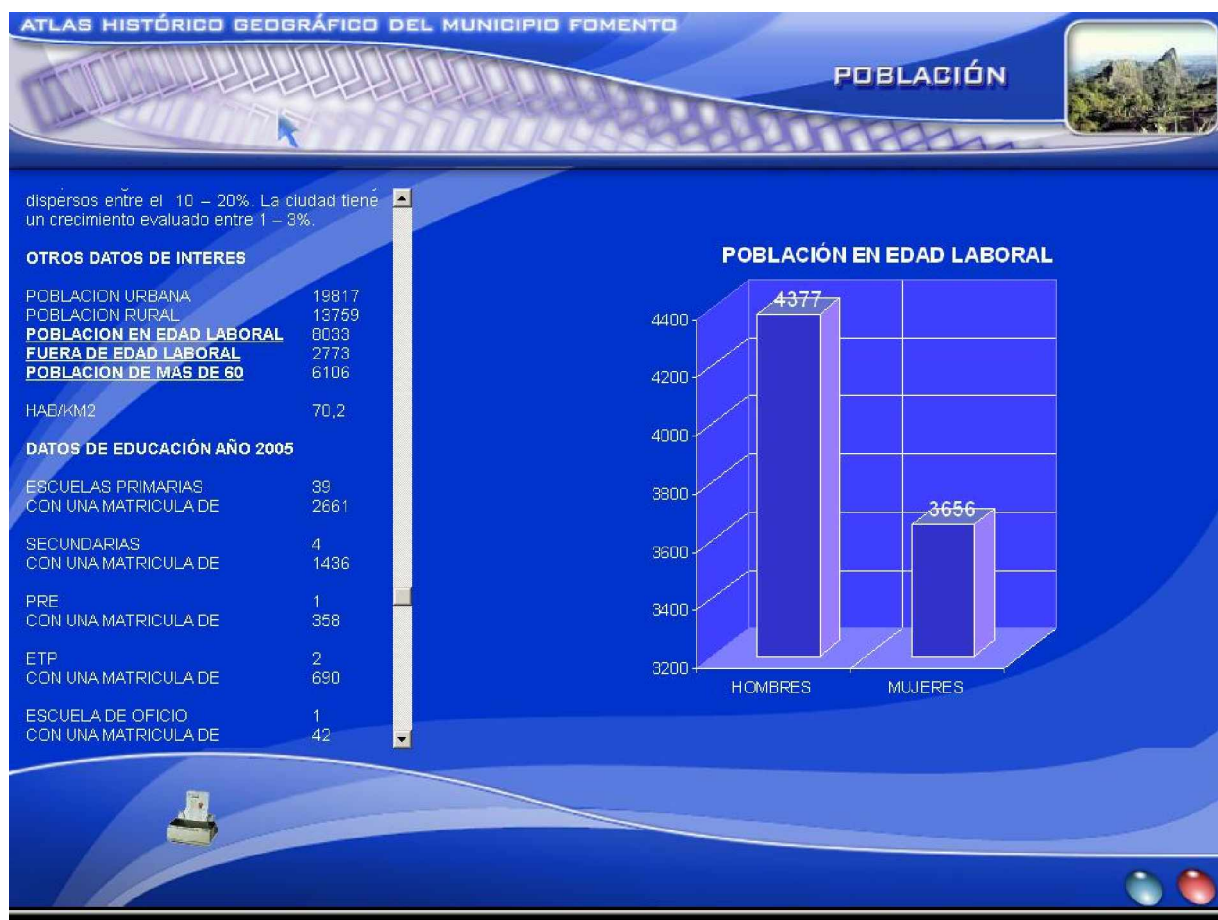 ATLAS HISTÓRICO GEOGRÁFICO DEL MUNICIPIO FOMENTO
POBLACIÓN
dispersos entre el 10 – 20%. La ciudad tiene
un crecimiento evaluado entre 1 – 3%.
OTROS DATOS DE INTERES
POBLACION URBANA 19817
POBLACION RURAL 13759
POBLACION EN EDAD LABORAL 8033
FUERA DE EDAD LABORAL 2773
POBLACION DE MAS DE 60 6106
HAB/KM2 70,2
DATOS DE EDUCACIÓN AÑO 2005
ESCUELAS PRIMARIAS 39
CON UNA MATRICULA DE 2661
SECUNDARIAS 4
CON UNA MATRICULA DE 1436
PRE 1
CON UNA MATRICULA DE 358
ETP 2
CON UNA MATRICULA DE 690
ESCUELA DE OFICIO 1
CON UNA MATRICULA DE 42
POBLACIÓN EN EDAD LABORAL
4377
3656
4400
4200
4000
3800
3600
3400
3200
HOMBRES MUJERES